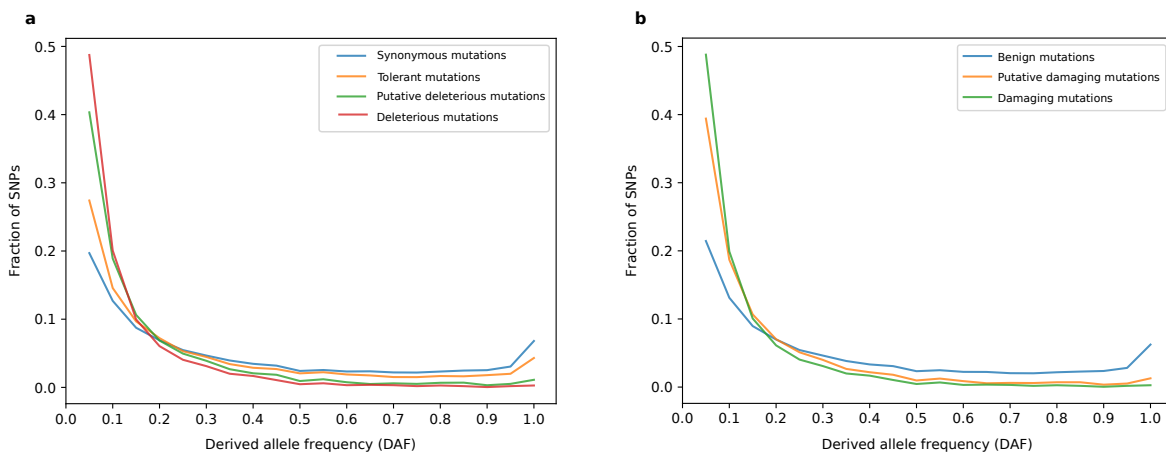 a
0.5
0.4
0.3
0.2
0.1
0.0
Fraction of SNPs
Synonymous mutations
Tolerant mutations
Putative deleterious mutations
Deleterious mutations
0.0 0.1 0.2 0.3 0.4 0.5 0.6 0.7 0.8 0.9 1.0
Derived allele frequency (DAF)
b
0.5
0.4
0.3
0.2
0.1
0.0
Fraction of SNPs
Benign mutations
Putative damaging mutations
Damaging mutations
0.0 0.1 0.2 0.3 0.4 0.5 0.6 0.7 0.8 0.9 1.0
Derived allele frequency (DAF)